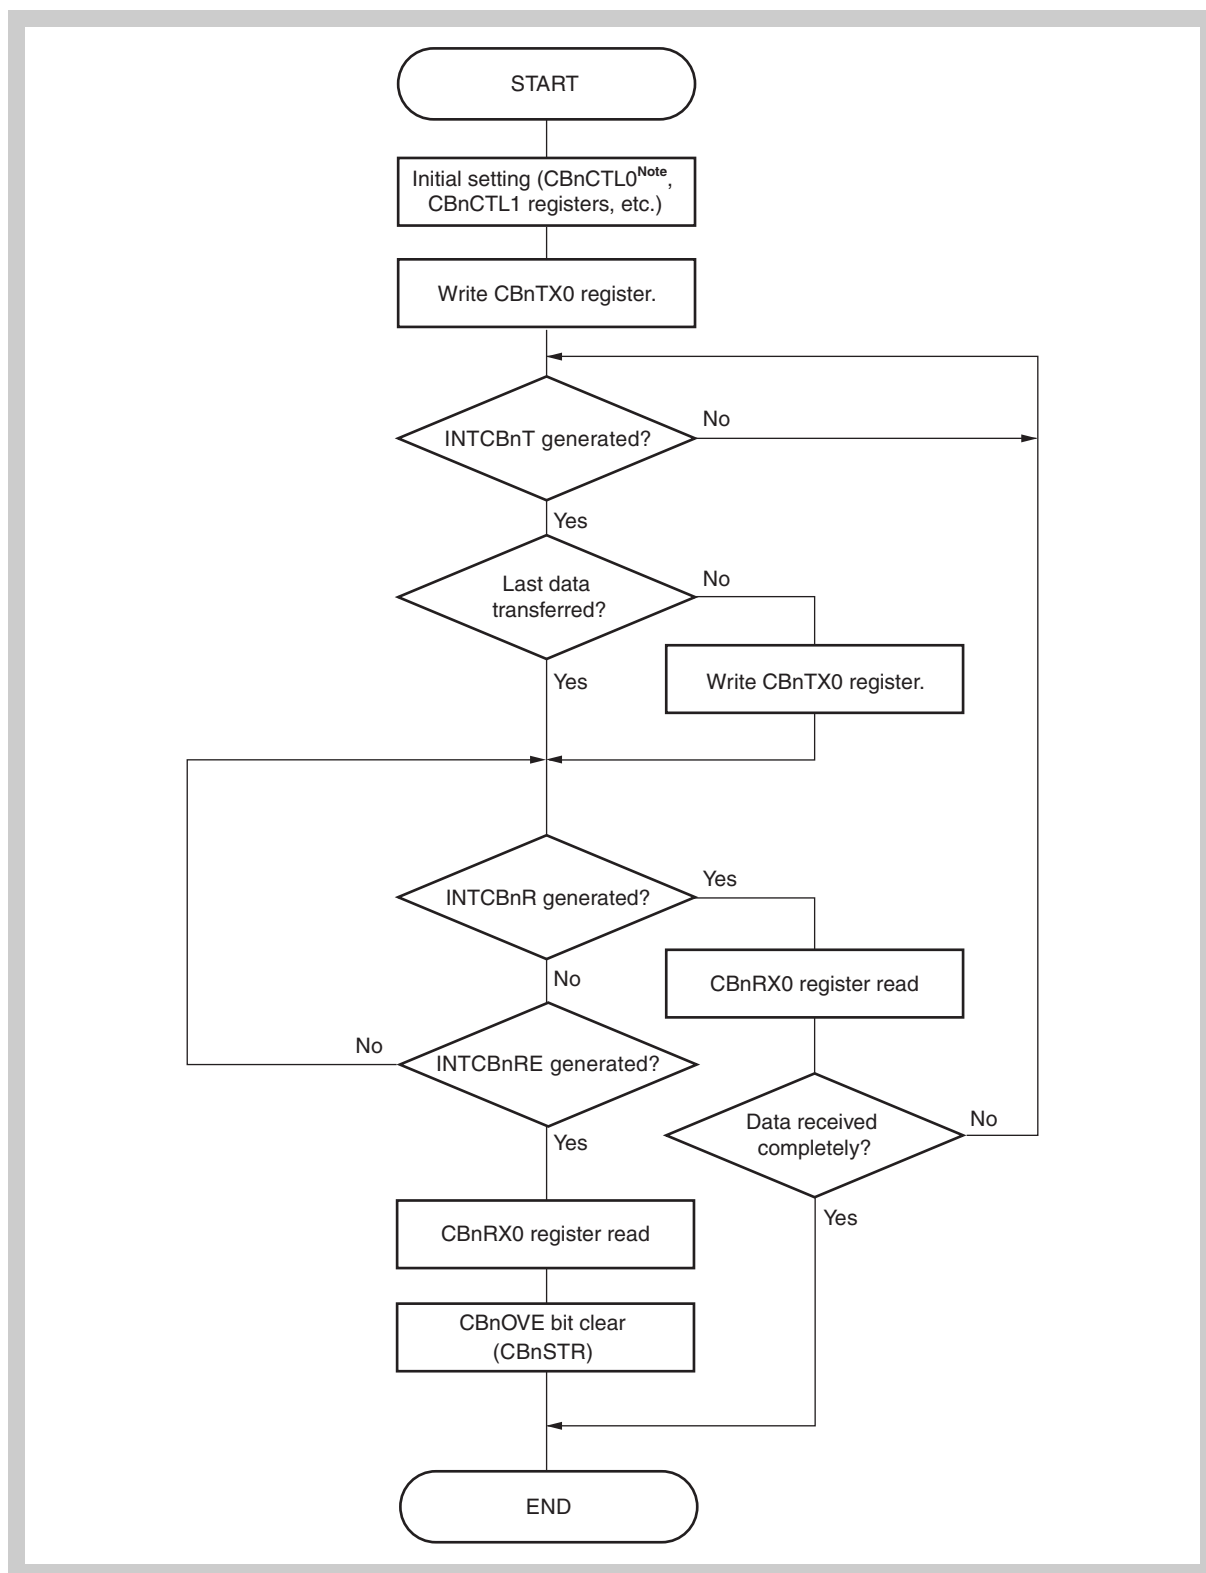 START
Initial setting (CBnCTL0Note,
CBnCTL1 registers, etc.)
Write CBnTX0 register.
INTCBnT generated?
No
Yes
Last data
transferred?
No
Write CBnTX0 register.
Yes
INTCBnR generated?
Yes
CBnRX0 register read
No
INTCBnRE generated?
No
Data received
completely?
No
Yes
Yes
CBnRX0 register read
CBnOVE bit clear
(CBnSTR)
END